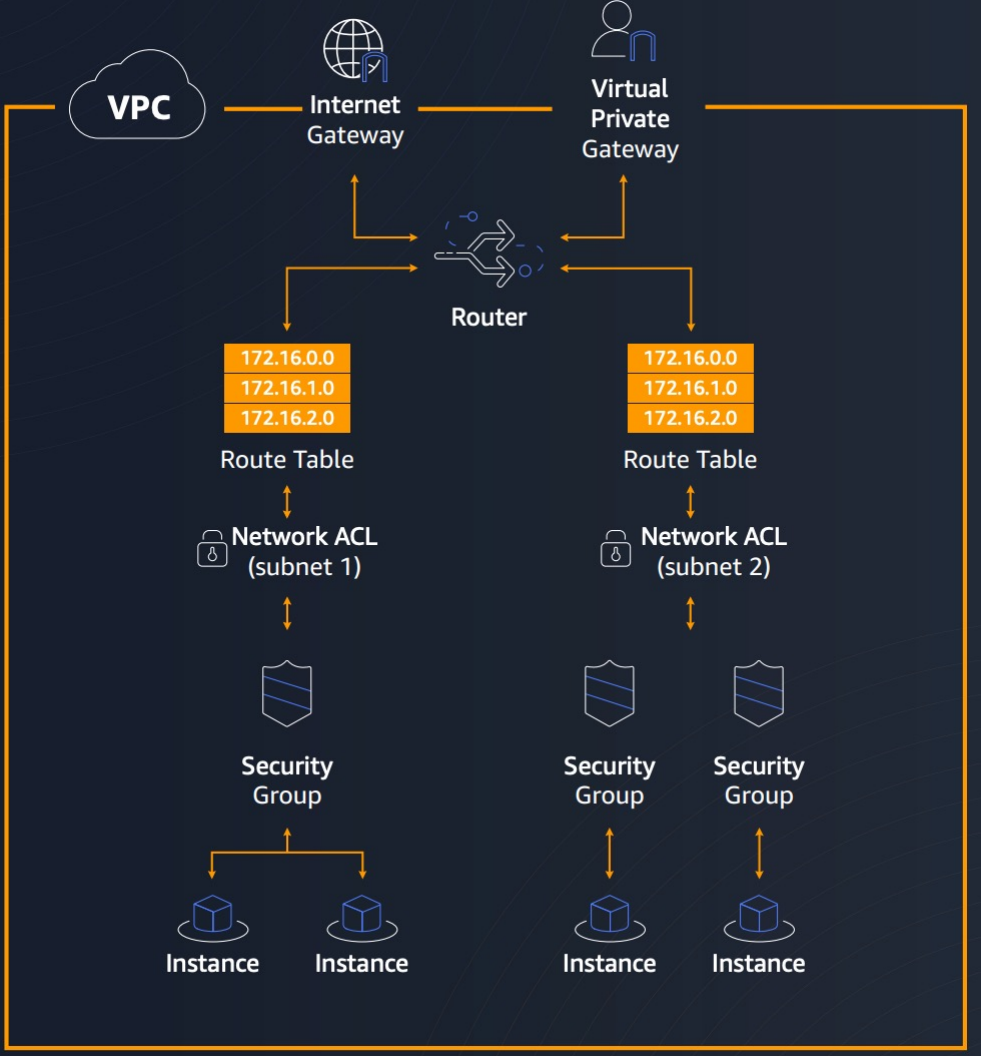 VPC
Internet
Gateway
Virtual
Private
Gateway
Router
172.16.0.0
172.16.1.0
172.16.2.0
Route Table
172.16.0.0
172.16.1.0
172.16.2.0
Route Table
Network ACL
(subnet 1)
Network ACL
(subnet 2)
Security
Group
Security
Group
Security
Group
Instance
Instance
Instance
Instance